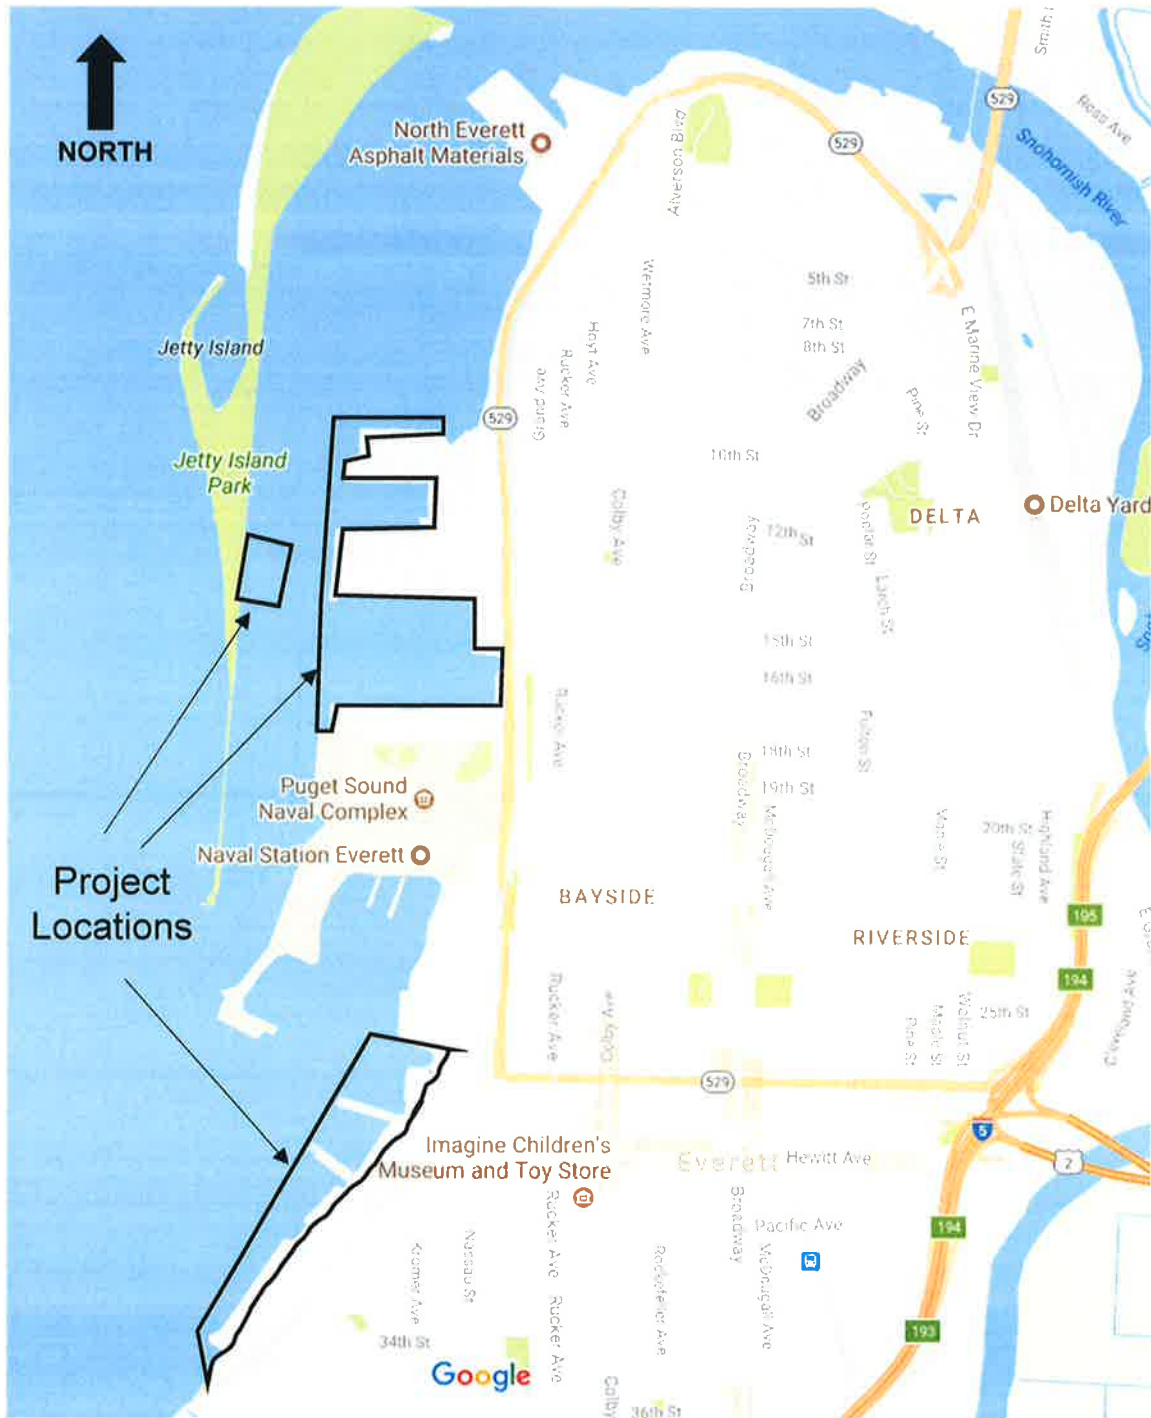 NORTH
North Everett
Asphalt Materials
529
529
529
Smith
Ross Ave
Snohomish River
Alverson Blvd
Wetmore Ave
Hoyt Ave
Rucker Ave
Grand Ave
5th St
7th St
8th St
Broadway
Pine St
E Marine View Dr
Jetty Island
Jetty Island
Park
10th St
Colby Ave
Broadway
12th St
Poplar St
DELTA
Delta Yard
Larch St
15th St
16th St
Rucker Ave
Fulton St
18th St
19th St
Broadway
McDougall Ave
Puget Sound
Naval Complex
Naval Station Everett
Maple St
20th St
State St
Highland Ave
Project
Locations
BAYSIDE
RIVERSIDE
195
194
Rucker Ave
Colby Ave
Pine St
Maple St
Walnut St
25th St
529
5
2
Imagine Children's
Museum and Toy Store
Everett
Hewitt Ave
Rucker Ave
Rucker Ave
Broadway
Pacific Ave
McDougall Ave
Rockefeller Ave
Nassau St
Kromer Ave
194
193
34th St
Google
Colby
36th St